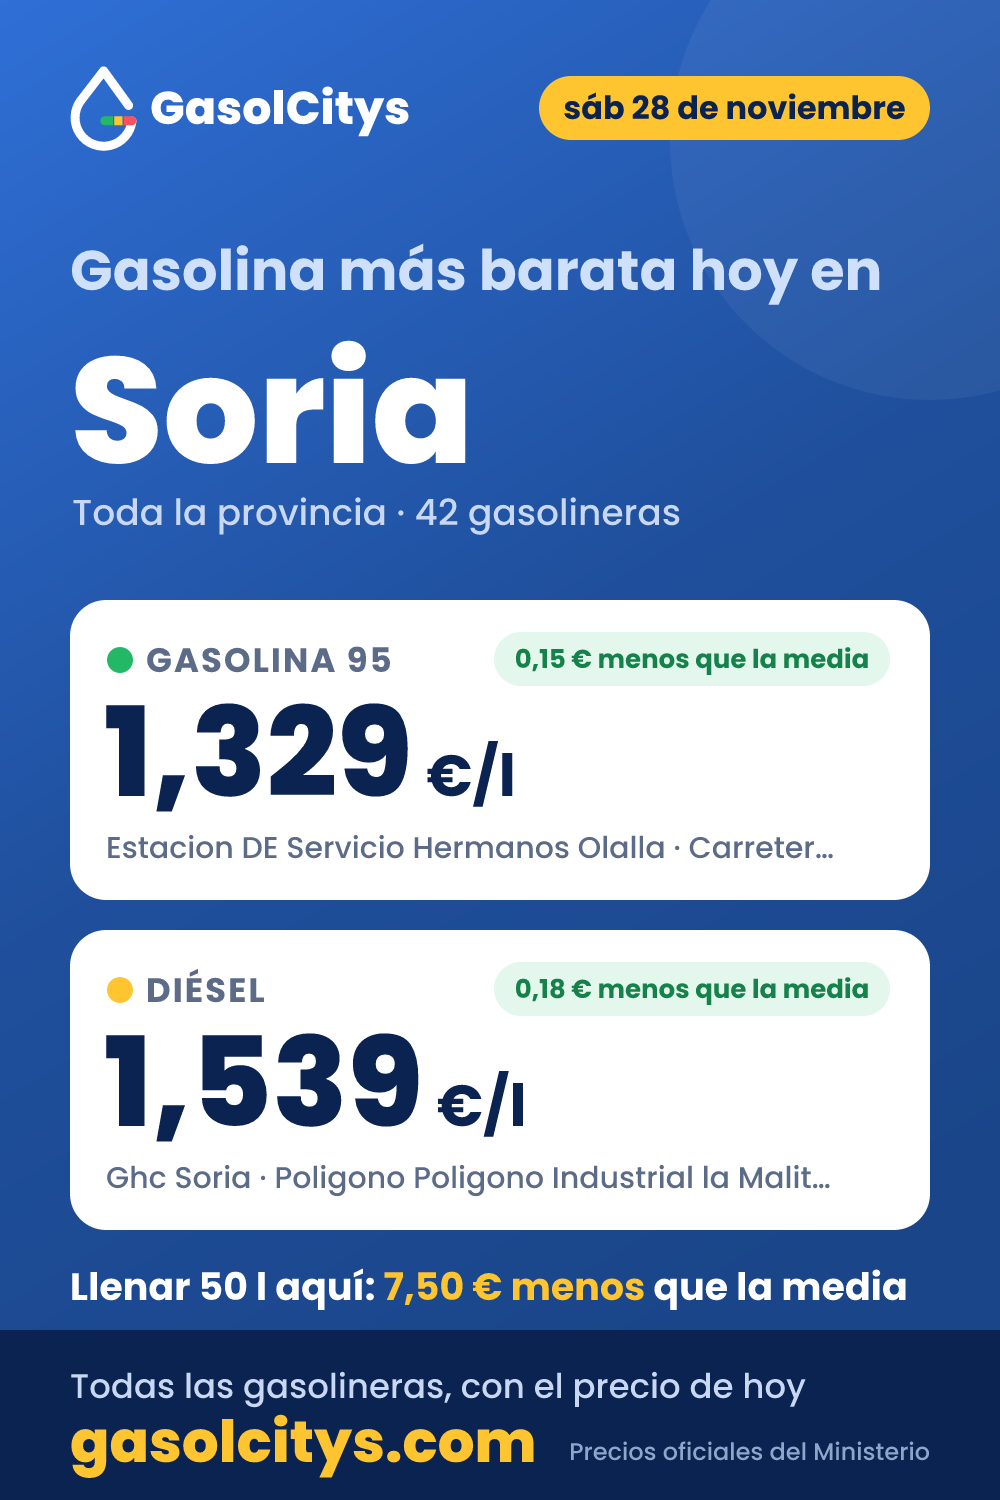 GasolCitys
sáb 28 de noviembre
Gasolina más barata hoy en
Soria
Toda la provincia · 42 gasolineras
GASOLINA 95
0,15 € menos que la media
1,329 €/l
Estacion DE Servicio Hermanos Olalla · Carreter...
DIÉSEL
0,18 € menos que la media
1,539 €/l
Ghc Soria · Poligono Poligono Industrial la Malit...
Llenar 50 l aquí: 7,50 € menos que la media
Todas las gasolineras, con el precio de hoy
gasolcitys.com
Precios oficiales del Ministerio